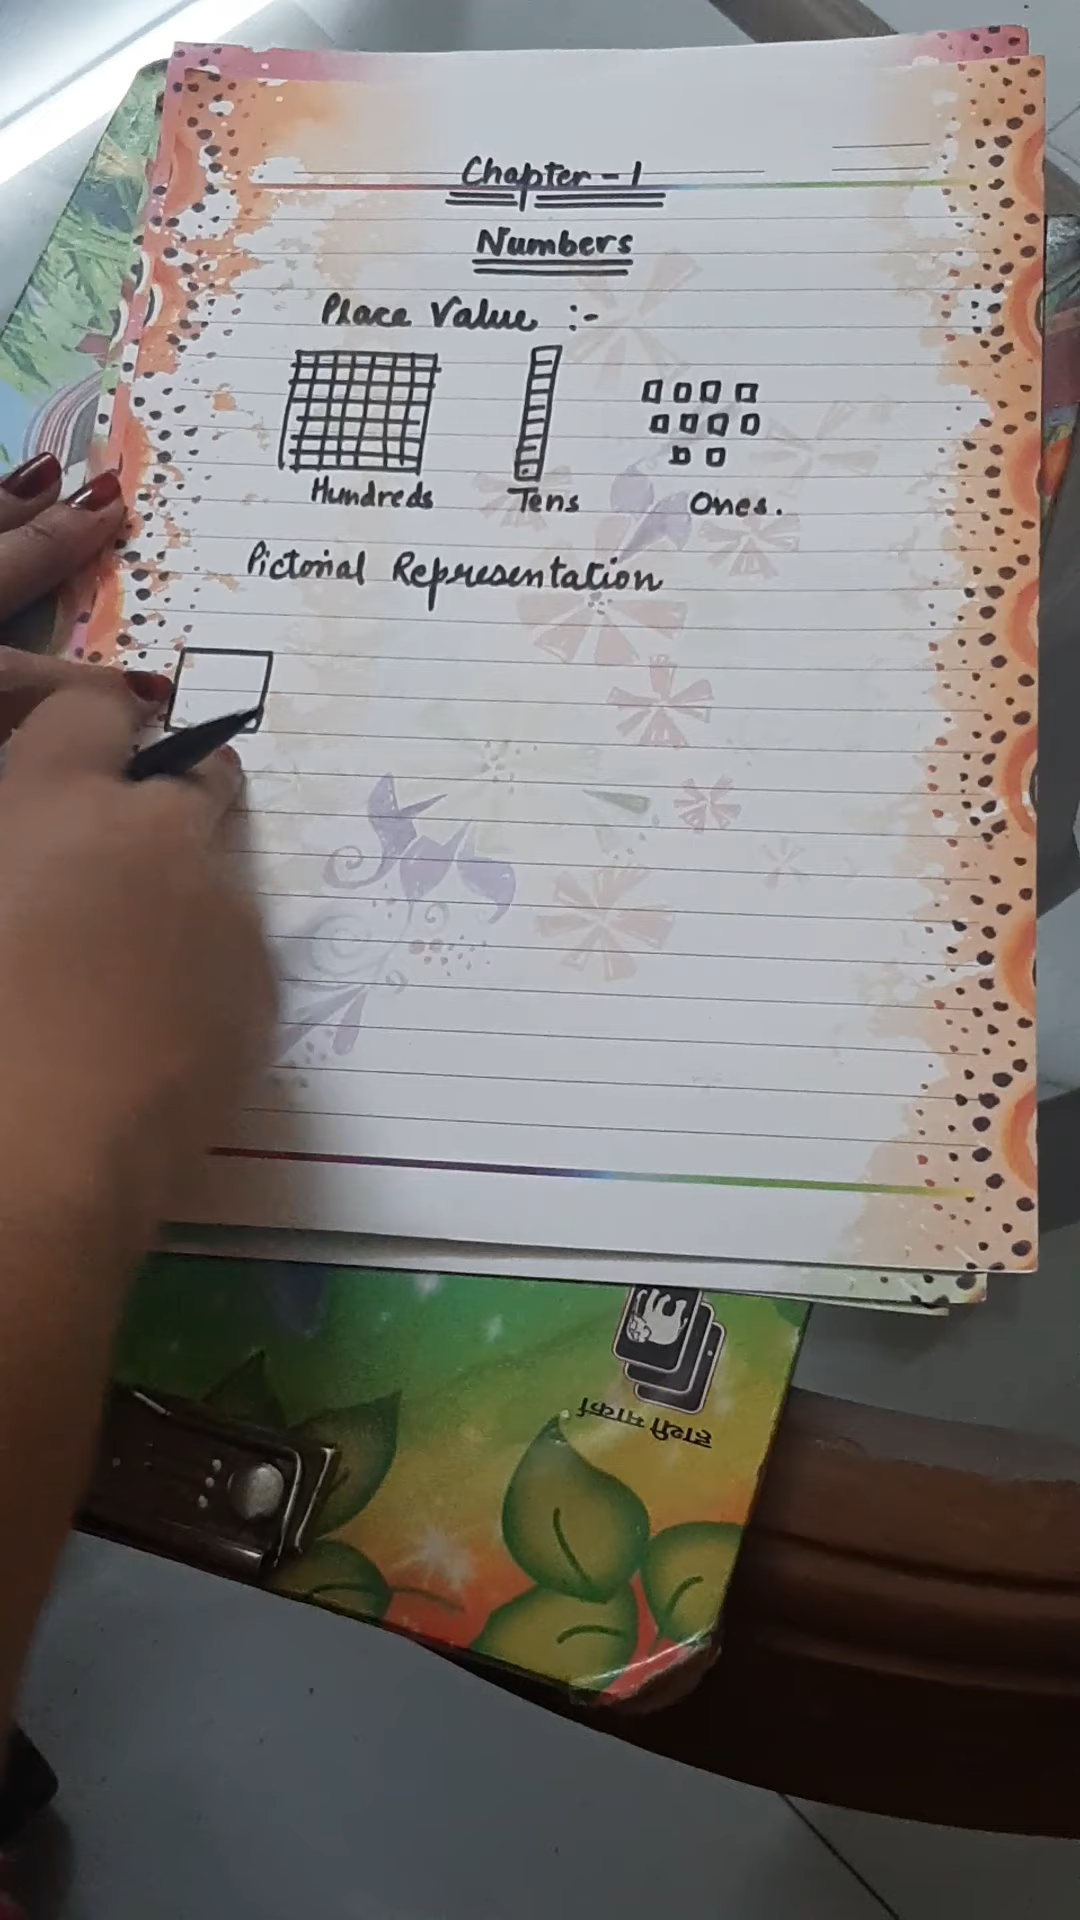 Chapter - 1
Numbers
Place Value :-
Hundreds Tens Ones.
Pictorial Representation
हाथी मार्का